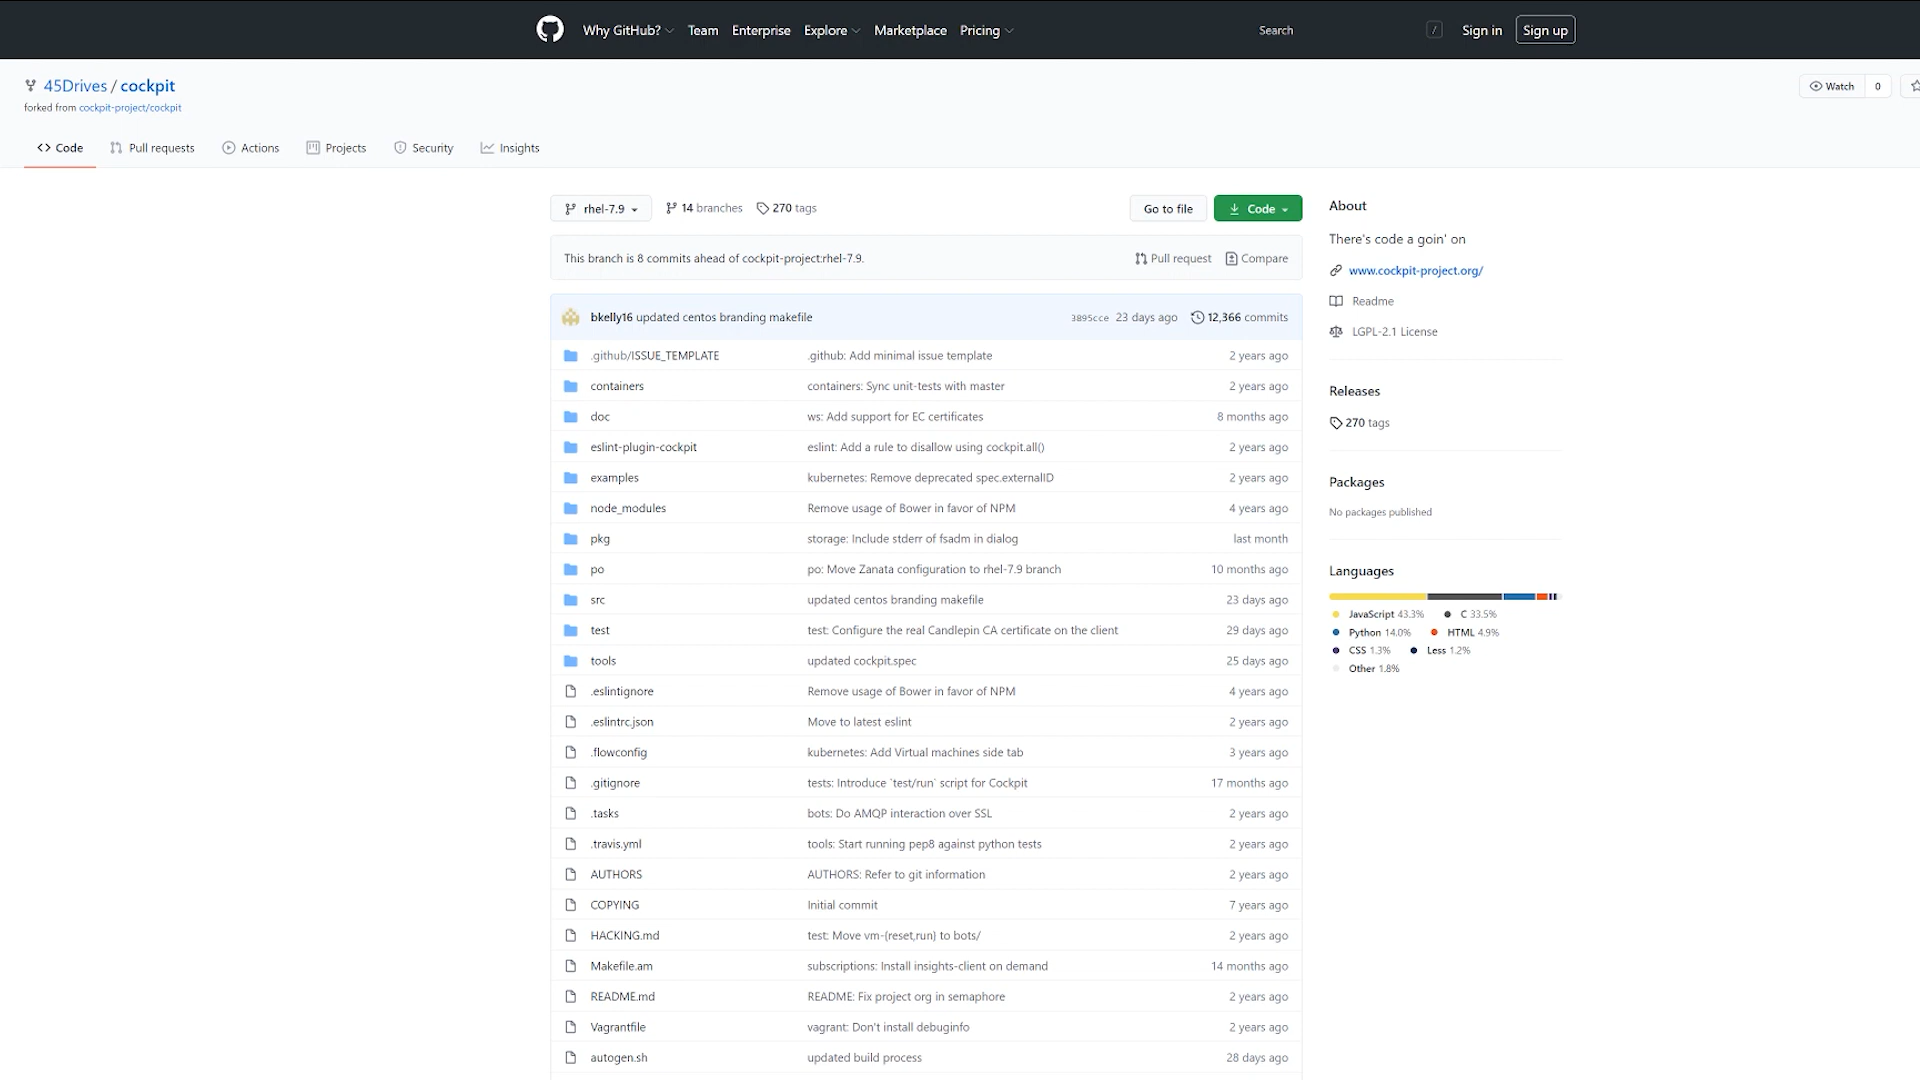 Why GitHub? Team Enterprise Explore Marketplace Pricing Search / Sign in Sign up
45Drives / cockpit
Watch 0
forked from cockpit-project/cockpit
Code Pull requests Actions Projects Security Insights
rhel-7.9 14 branches 270 tags Go to file Code
This branch is 8 commits ahead of cockpit-project:rhel-7.9. Pull request Compare
bkelly16 updated centos branding makefile 3895cce 23 days ago 12,366 commits
.github/ISSUE_TEMPLATE .github: Add minimal issue template 2 years ago
containers containers: Sync unit-tests with master 2 years ago
doc ws: Add support for EC certificates 8 months ago
eslint-plugin-cockpit eslint: Add a rule to disallow using cockpit.all() 2 years ago
examples kubernetes: Remove deprecated spec.externalID 2 years ago
node_modules Remove usage of Bower in favor of NPM 4 years ago
pkg storage: Include stderr of fsadm in dialog last month
po po: Move Zanata configuration to rhel-7.9 branch 10 months ago
src updated centos branding makefile 23 days ago
test test: Configure the real Candlepin CA certificate on the client 29 days ago
tools updated cockpit.spec 25 days ago
.eslintignore Remove usage of Bower in favor of NPM 4 years ago
.eslintrc.json Move to latest eslint 2 years ago
.flowconfig kubernetes: Add Virtual machines side tab 3 years ago
.gitignore tests: Introduce `test/run` script for Cockpit 17 months ago
.tasks bots: Do AMQP interaction over SSL 2 years ago
.travis.yml tools: Start running pep8 against python tests 2 years ago
AUTHORS AUTHORS: Refer to git information 2 years ago
COPYING Initial commit 7 years ago
HACKING.md test: Move vm-{reset,run} to bots/ 2 years ago
Makefile.am subscriptions: Install insights-client on demand 14 months ago
README.md README: Fix project org in semaphore 2 years ago
Vagrantfile vagrant: Don't install debuginfo 2 years ago
autogen.sh updated build process 28 days ago
About
There's code a goin' on
www.cockpit-project.org/
Readme
LGPL-2.1 License
Releases
270 tags
Packages
No packages published
Languages
JavaScript 43.3% C 33.5%
Python 14.0% HTML 4.9%
CSS 1.3% Less 1.2%
Other 1.8%